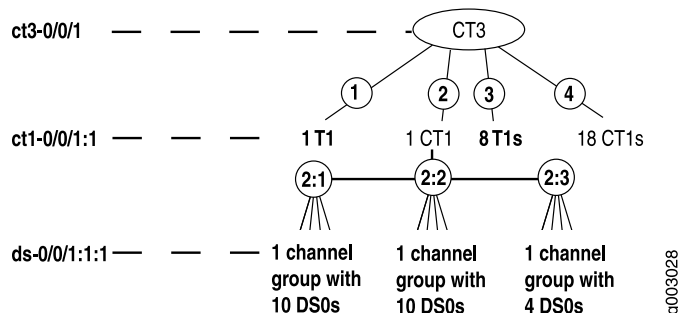 ct3-0/0/1
CT3
1 2 3 4
ct1-0/0/1:1 1 T1 1 CT1 8 T1s 18 CT1s
2:1 2:2 2:3
ds-0/0/1:1:1 1 channel 1 channel 1 channel
group with group with group with
10 DS0s 10 DS0s 4 DS0s
g003028